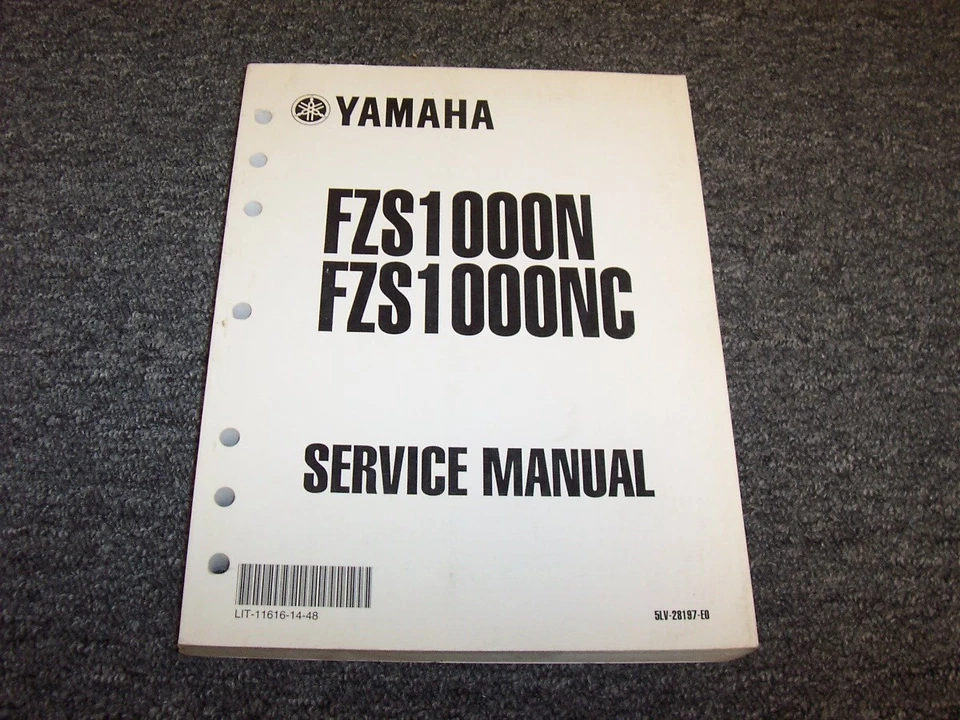 YAMAHA
FZS1000N
FZS1000NC
SERVICE MANUAL
LIT-11616-14-48
5LV-28197-E0